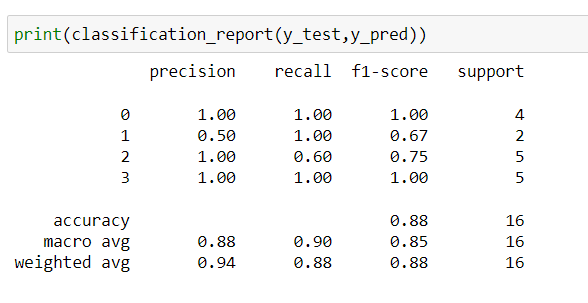 print(classification_report(y_test,y_pred))
precision recall f1-score support
0 1.00 1.00 1.00 4
1 0.50 1.00 0.67 2
2 1.00 0.60 0.75 5
3 1.00 1.00 1.00 5
accuracy 0.88 16
macro avg 0.88 0.90 0.85 16
weighted avg 0.94 0.88 0.88 16